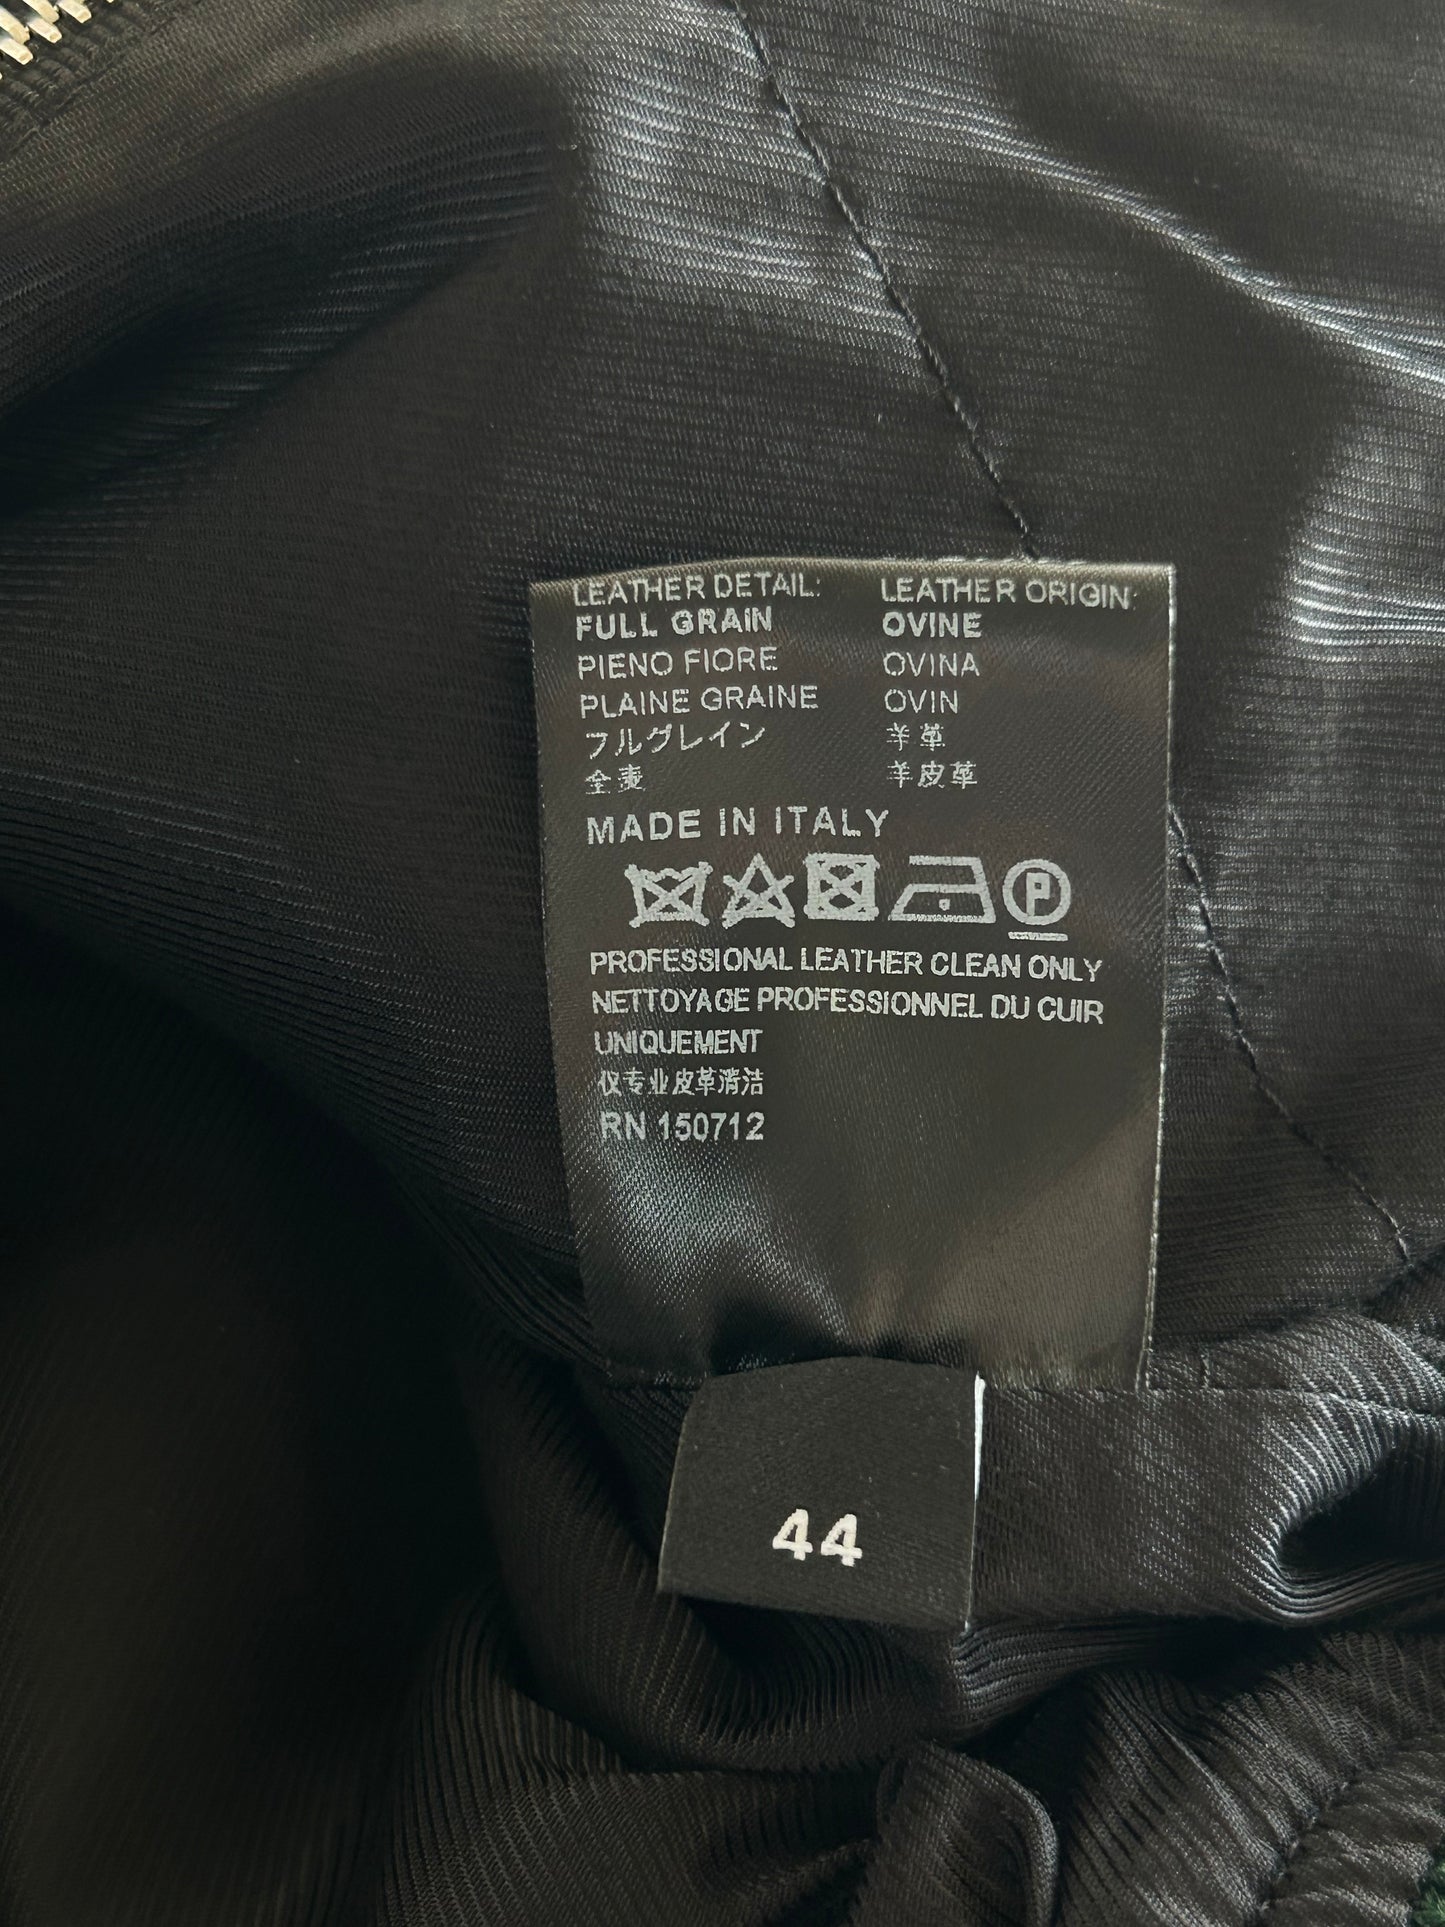 LEATHER DETAIL: LEATHER ORIGIN:
FULL GRAIN OVINE
PIENO FIORE OVINA
PLAINE GRAINE OVIN
フルグレイン 羊革
全麦 羊皮革
MADE IN ITALY
P
PROFESSIONAL LEATHER CLEAN ONLY
NETTOYAGE PROFESSIONNEL DU CUIR
UNIQUEMENT
仅专业皮革清洁
RN 150712
44